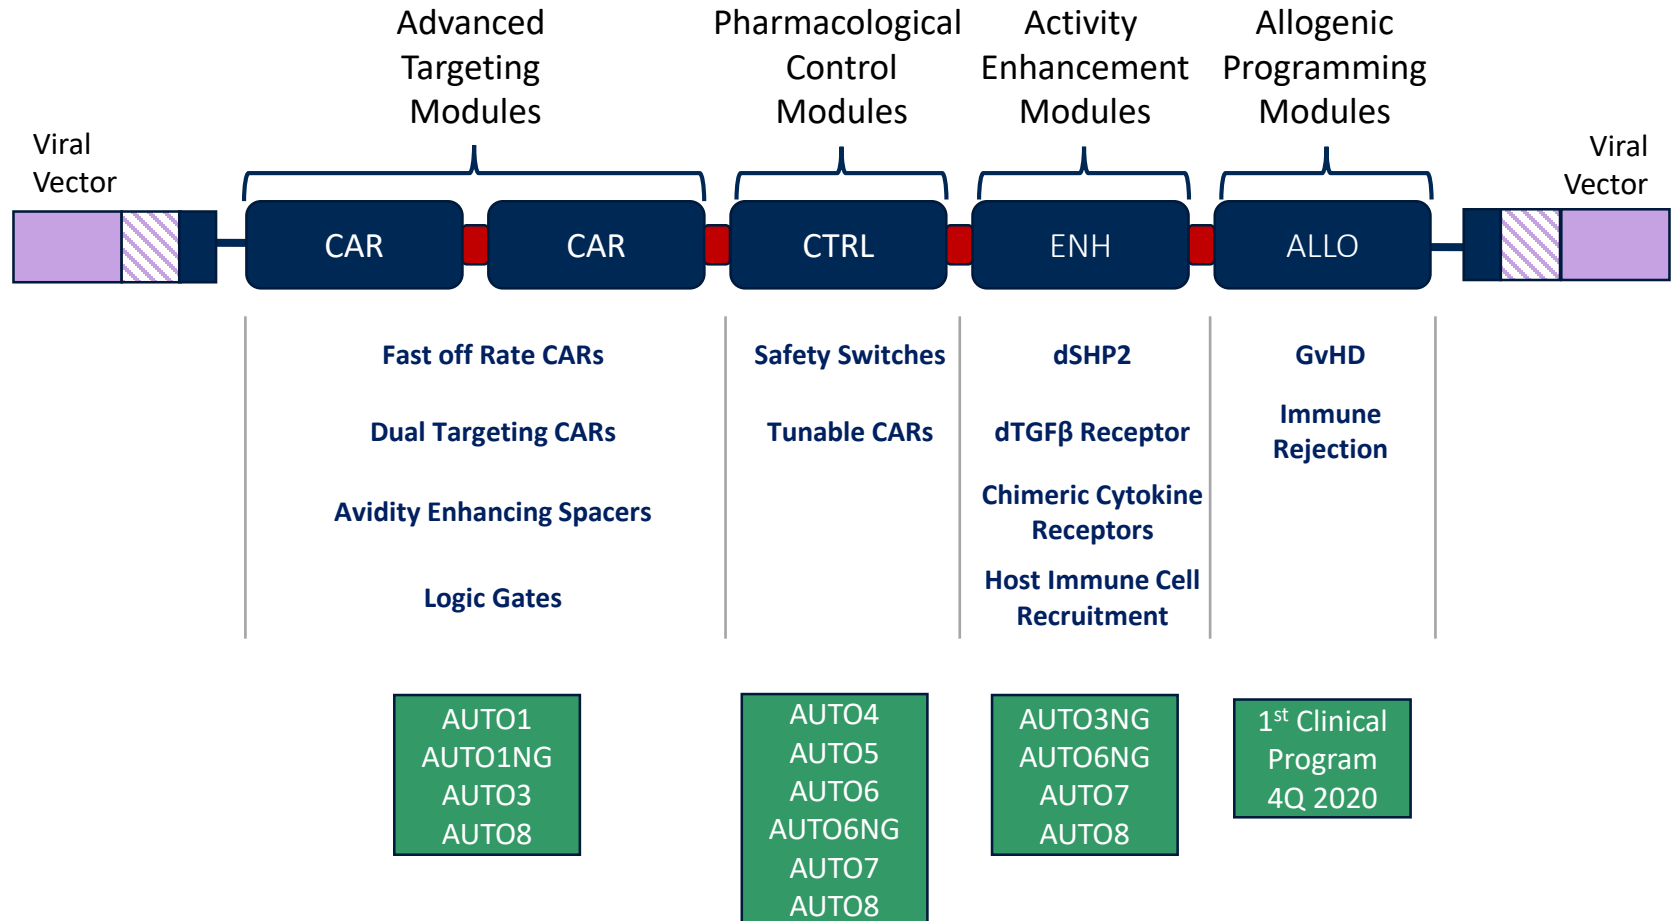 Advanced
Targeting
Modules
Pharmacological
Control
Modules
Activity
Enhancement
Modules
Allogenic
Programming
Modules
Viral
Vector
Viral
Vector
CAR
CAR
CTRL
ENH
ALLO
Fast off Rate CARs
Dual Targeting CARs
Avidity Enhancing Spacers
Logic Gates
Safety Switches
Tunable CARs
dSHP2
dTGFβ Receptor
Chimeric Cytokine
Receptors
Host Immune Cell
Recruitment
GvHD
Immune
Rejection
AUTO1
AUTO1NG
AUTO3
AUTO8
AUTO4
AUTO5
AUTO6
AUTO6NG
AUTO7
AUTO8
AUTO3NG
AUTO6NG
AUTO7
AUTO8
1st Clinical
Program
4Q 2020